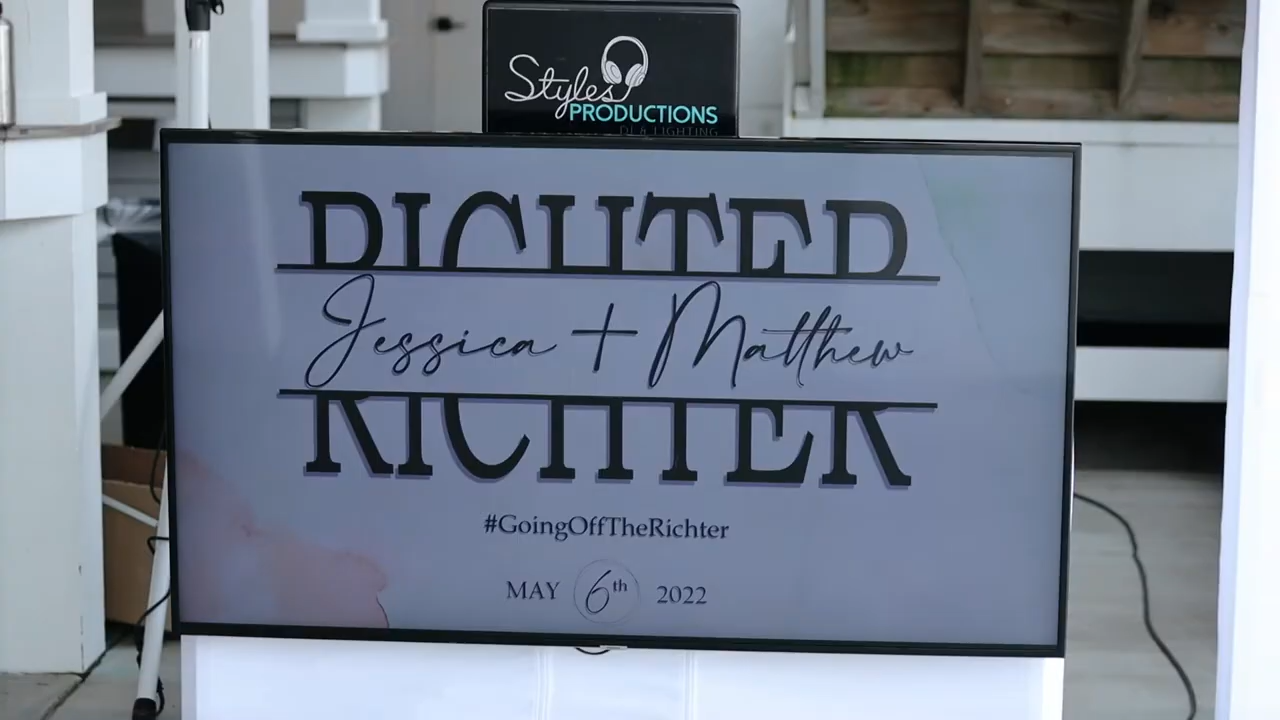 Styles
PRODUCTIONS
DJ & LIGHTING
RICHTER
Jessica + Matthew
RICHTER
#GoingOffTheRichter
MAY 6th 2022